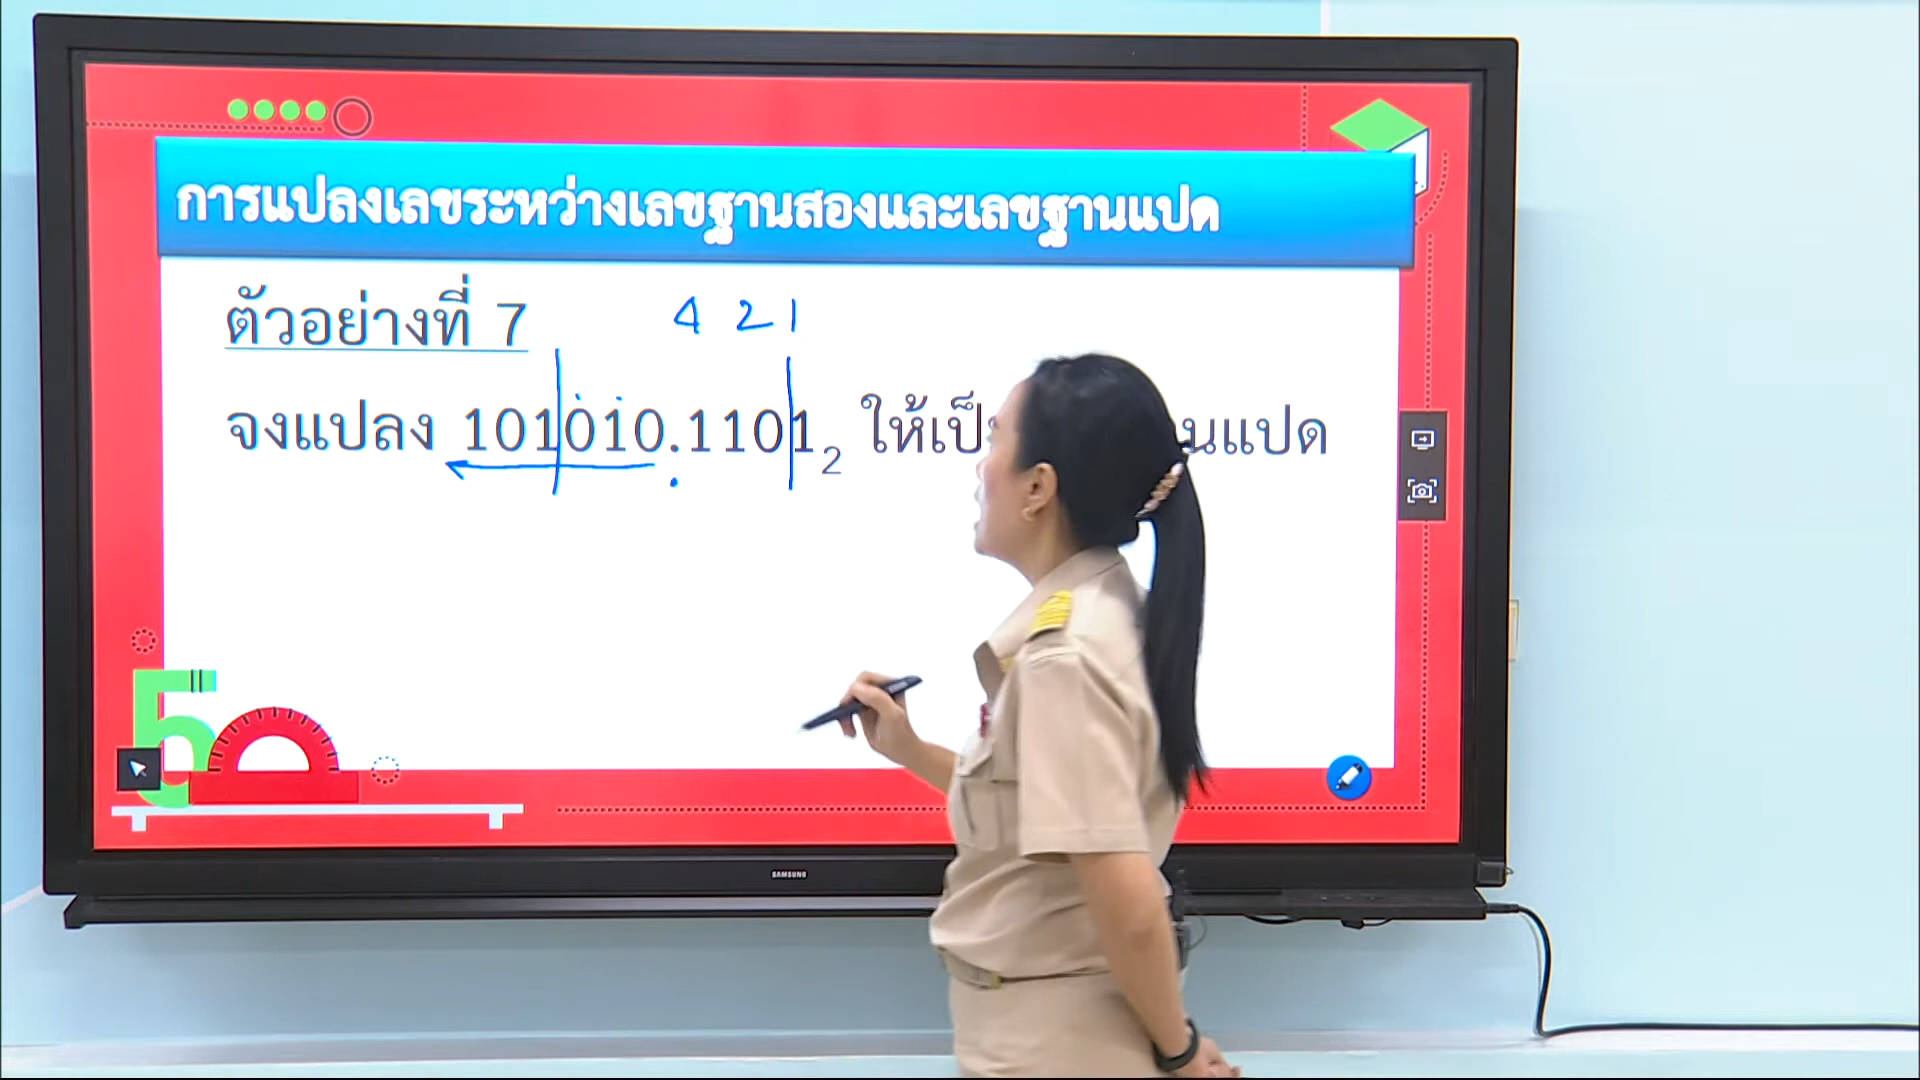 การแปลงเลขระหว่างเลขฐานสองและเลขฐานแปด
ตัวอย่างที่ 7
4 2 1
จงแปลง 101010.1101₂ ให้เป็ นแปด
5
SAMSUNG